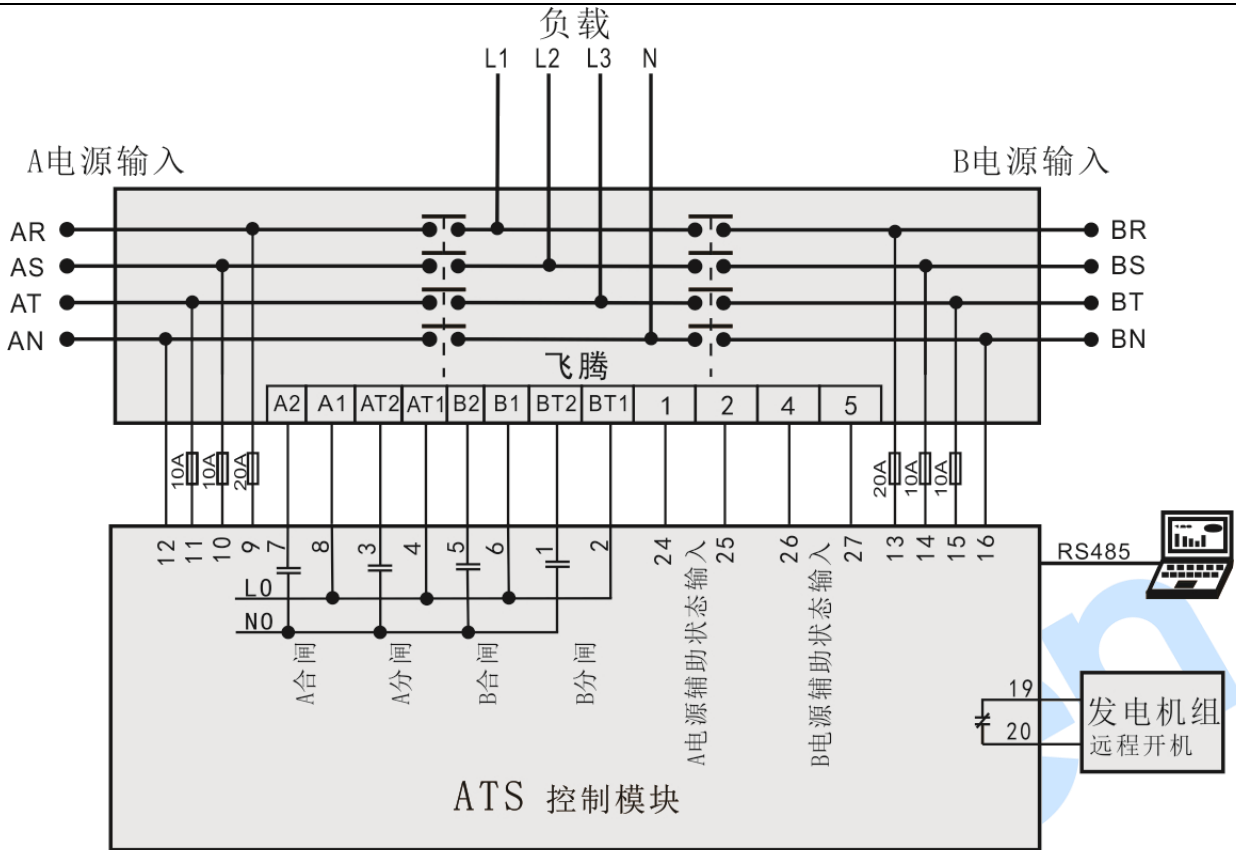 负载
L1 L2 L3 N
A电源输入
B电源输入
AR
BR
AS
BS
AT
BT
AN
BN
飞腾
A2 A1 AT2 AT1 B2 B1 BT2 BT1 1 2 4 5
10A 10A 20A
20A 10A 10A
12 11 10 9 7 8 3 4 5 6 1 2 24 25 26 27 13 14 15 16
RS485
L0
N0
A合闸
A分闸
B合闸
B分闸
A电源辅助状态输入
B电源辅助状态输入
19
20
发电机组
远程开机
ATS 控制模块